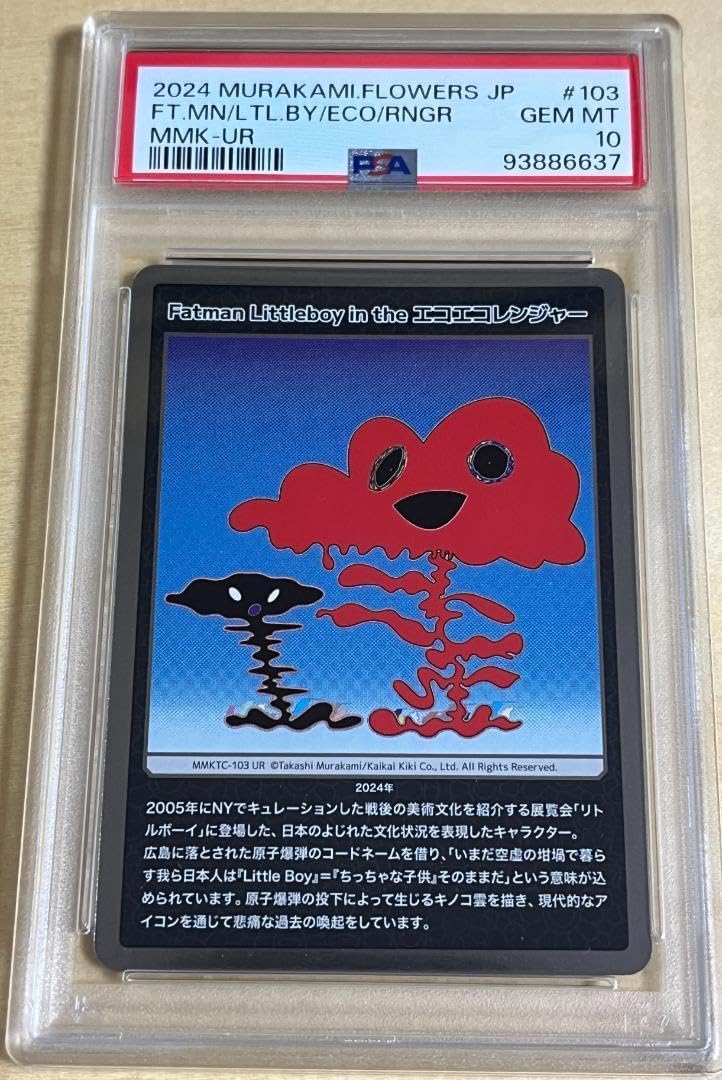 2024 MURAKAMI.FLOWERS JP #103
FT.MN/LTL.BY/ECO/RNGR GEM MT
MMK-UR 10
PSA 93886637
Fatman Littleboy in the エコエコレンジャー
MMKTC-103 UR ©Takashi Murakami/Kaikai Kiki Co., Ltd. All Rights Reserved.
2024年
2005年にNYでキュレーションした戦後の美術文化を紹介する展覧会「リト
ルボーイ」に登場した、日本のよじれた文化状況を表現したキャラクター。
広島に落とされた原子爆弾のコードネームを借り、「いまだ空虚の坩堝で暮ら
す我ら日本人は『Little Boy』＝『ちっちゃな子供』そのままだ」という意味が込
められています。原子爆弾の投下によって生じるキノコ雲を描き、現代的なア
イコンを通じて悲痛な過去の喚起をしています。